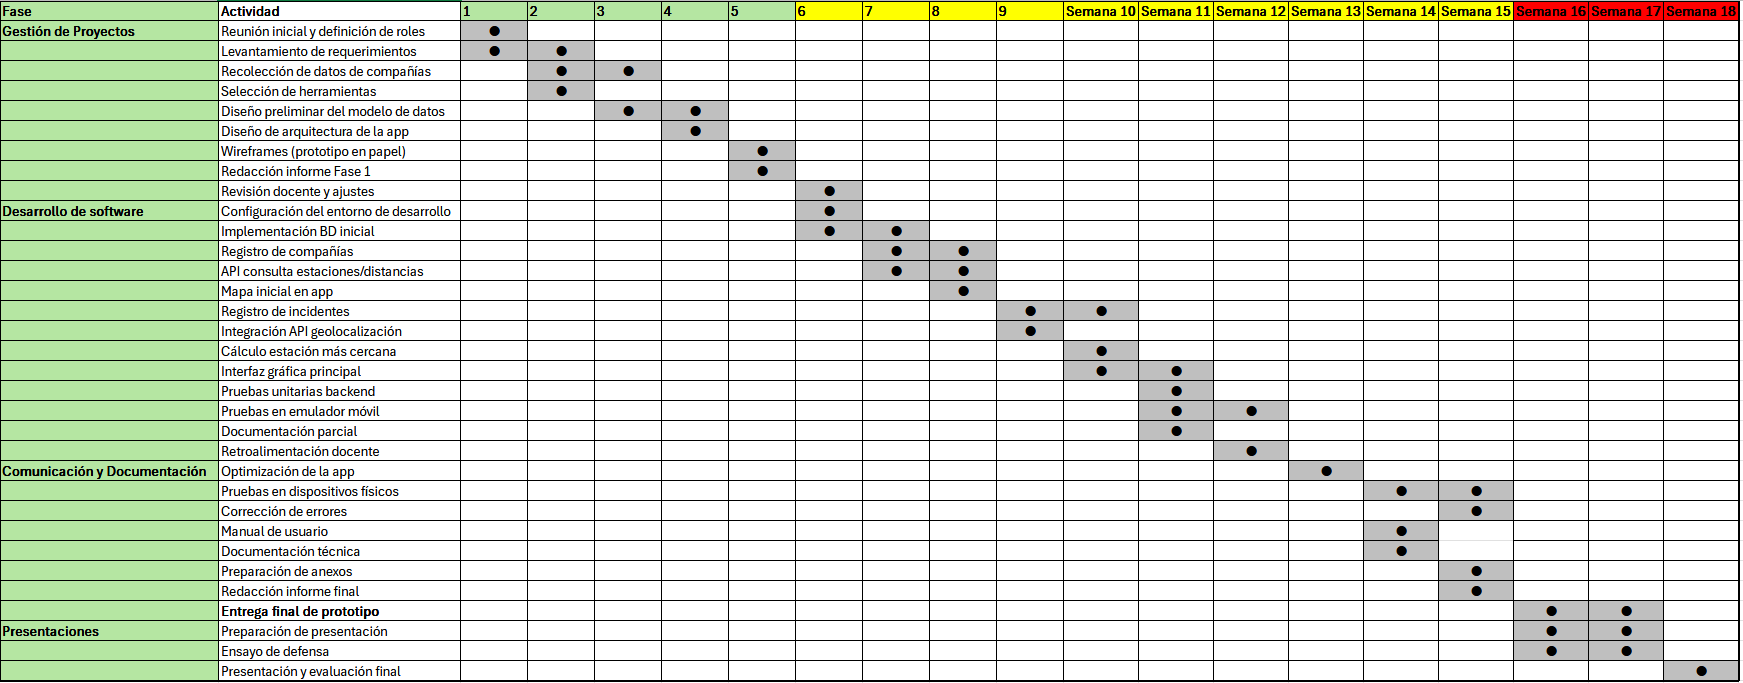 Fase Actividad 1 2 3 4 5 6 7 8 9 Semana 10 Semana 11 Semana 12 Semana 13 Semana 14 Semana 15 Semana 16 Semana 17 Semana 18
Gestión de Proyectos Reunión inicial y definición de roles ●
Levantamiento de requerimientos ● ●
Recolección de datos de compañías ● ●
Selección de herramientas ●
Diseño preliminar del modelo de datos ● ●
Diseño de arquitectura de la app ●
Wireframes (prototipo en papel) ●
Redacción informe Fase 1 ●
Revisión docente y ajustes ●
Desarrollo de software Configuración del entorno de desarrollo ●
Implementación BD inicial ● ●
Registro de compañías ● ●
API consulta estaciones/distancias ● ●
Mapa inicial en app ●
Registro de incidentes ● ●
Integración API geolocalización ●
Cálculo estación más cercana ●
Interfaz gráfica principal ● ●
Pruebas unitarias backend ●
Pruebas en emulador móvil ● ●
Documentación parcial ●
Retroalimentación docente ●
Comunicación y Documentación Optimización de la app ●
Pruebas en dispositivos físicos ● ●
Corrección de errores ●
Manual de usuario ●
Documentación técnica ●
Preparación de anexos ●
Redacción informe final ●
Entrega final de prototipo ● ●
Presentaciones Preparación de presentación ● ●
Ensayo de defensa ● ●
Presentación y evaluación final ●